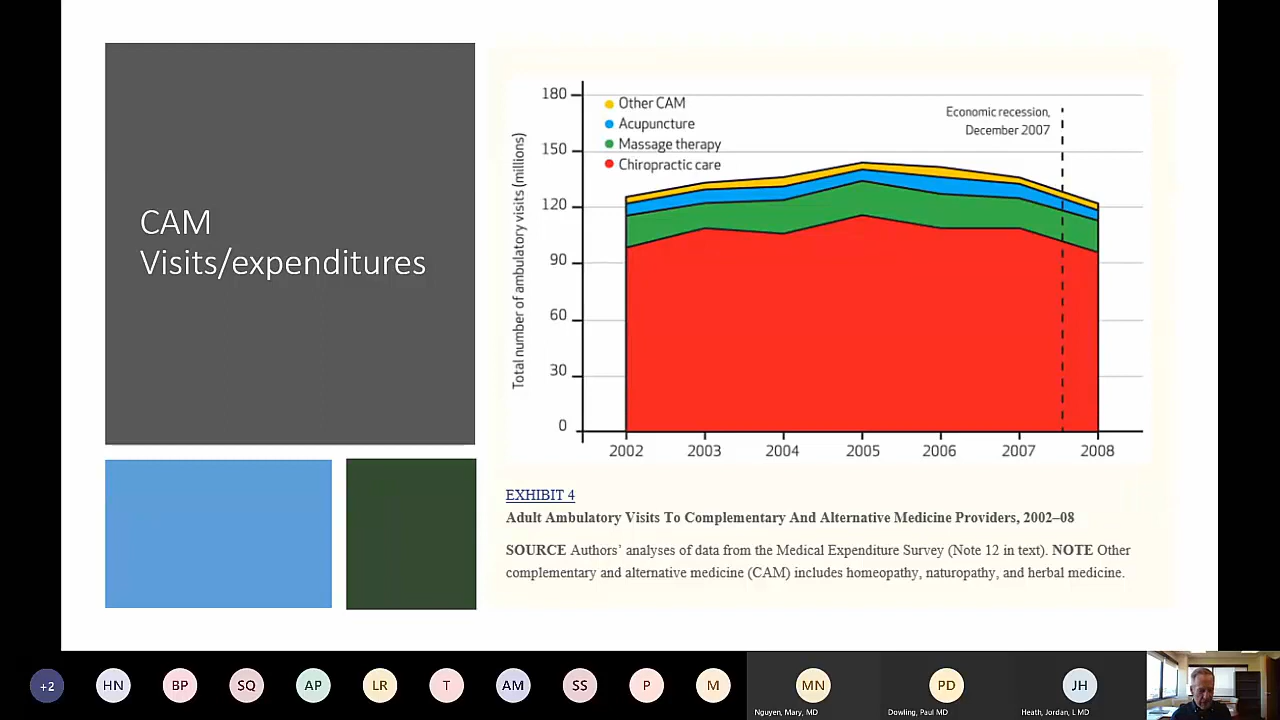 CAM
Visits/expenditures
180
150
120
90
60
30
0
Total number of ambulatory visits (millions)
Other CAM
Acupuncture
Massage therapy
Chiropractic care
Economic recession,
December 2007
2002 2003 2004 2005 2006 2007 2008
EXHIBIT 4
Adult Ambulatory Visits To Complementary And Alternative Medicine Providers, 2002–08
SOURCE Authors’ analyses of data from the Medical Expenditure Survey (Note 12 in text). NOTE Other
complementary and alternative medicine (CAM) includes homeopathy, naturopathy, and herbal medicine.
+2 HN BP SQ AP LR T AM SS P M MN PD JH
Nguyen, Mary, MD Dowling, Paul MD Heath, Jordan, L MD